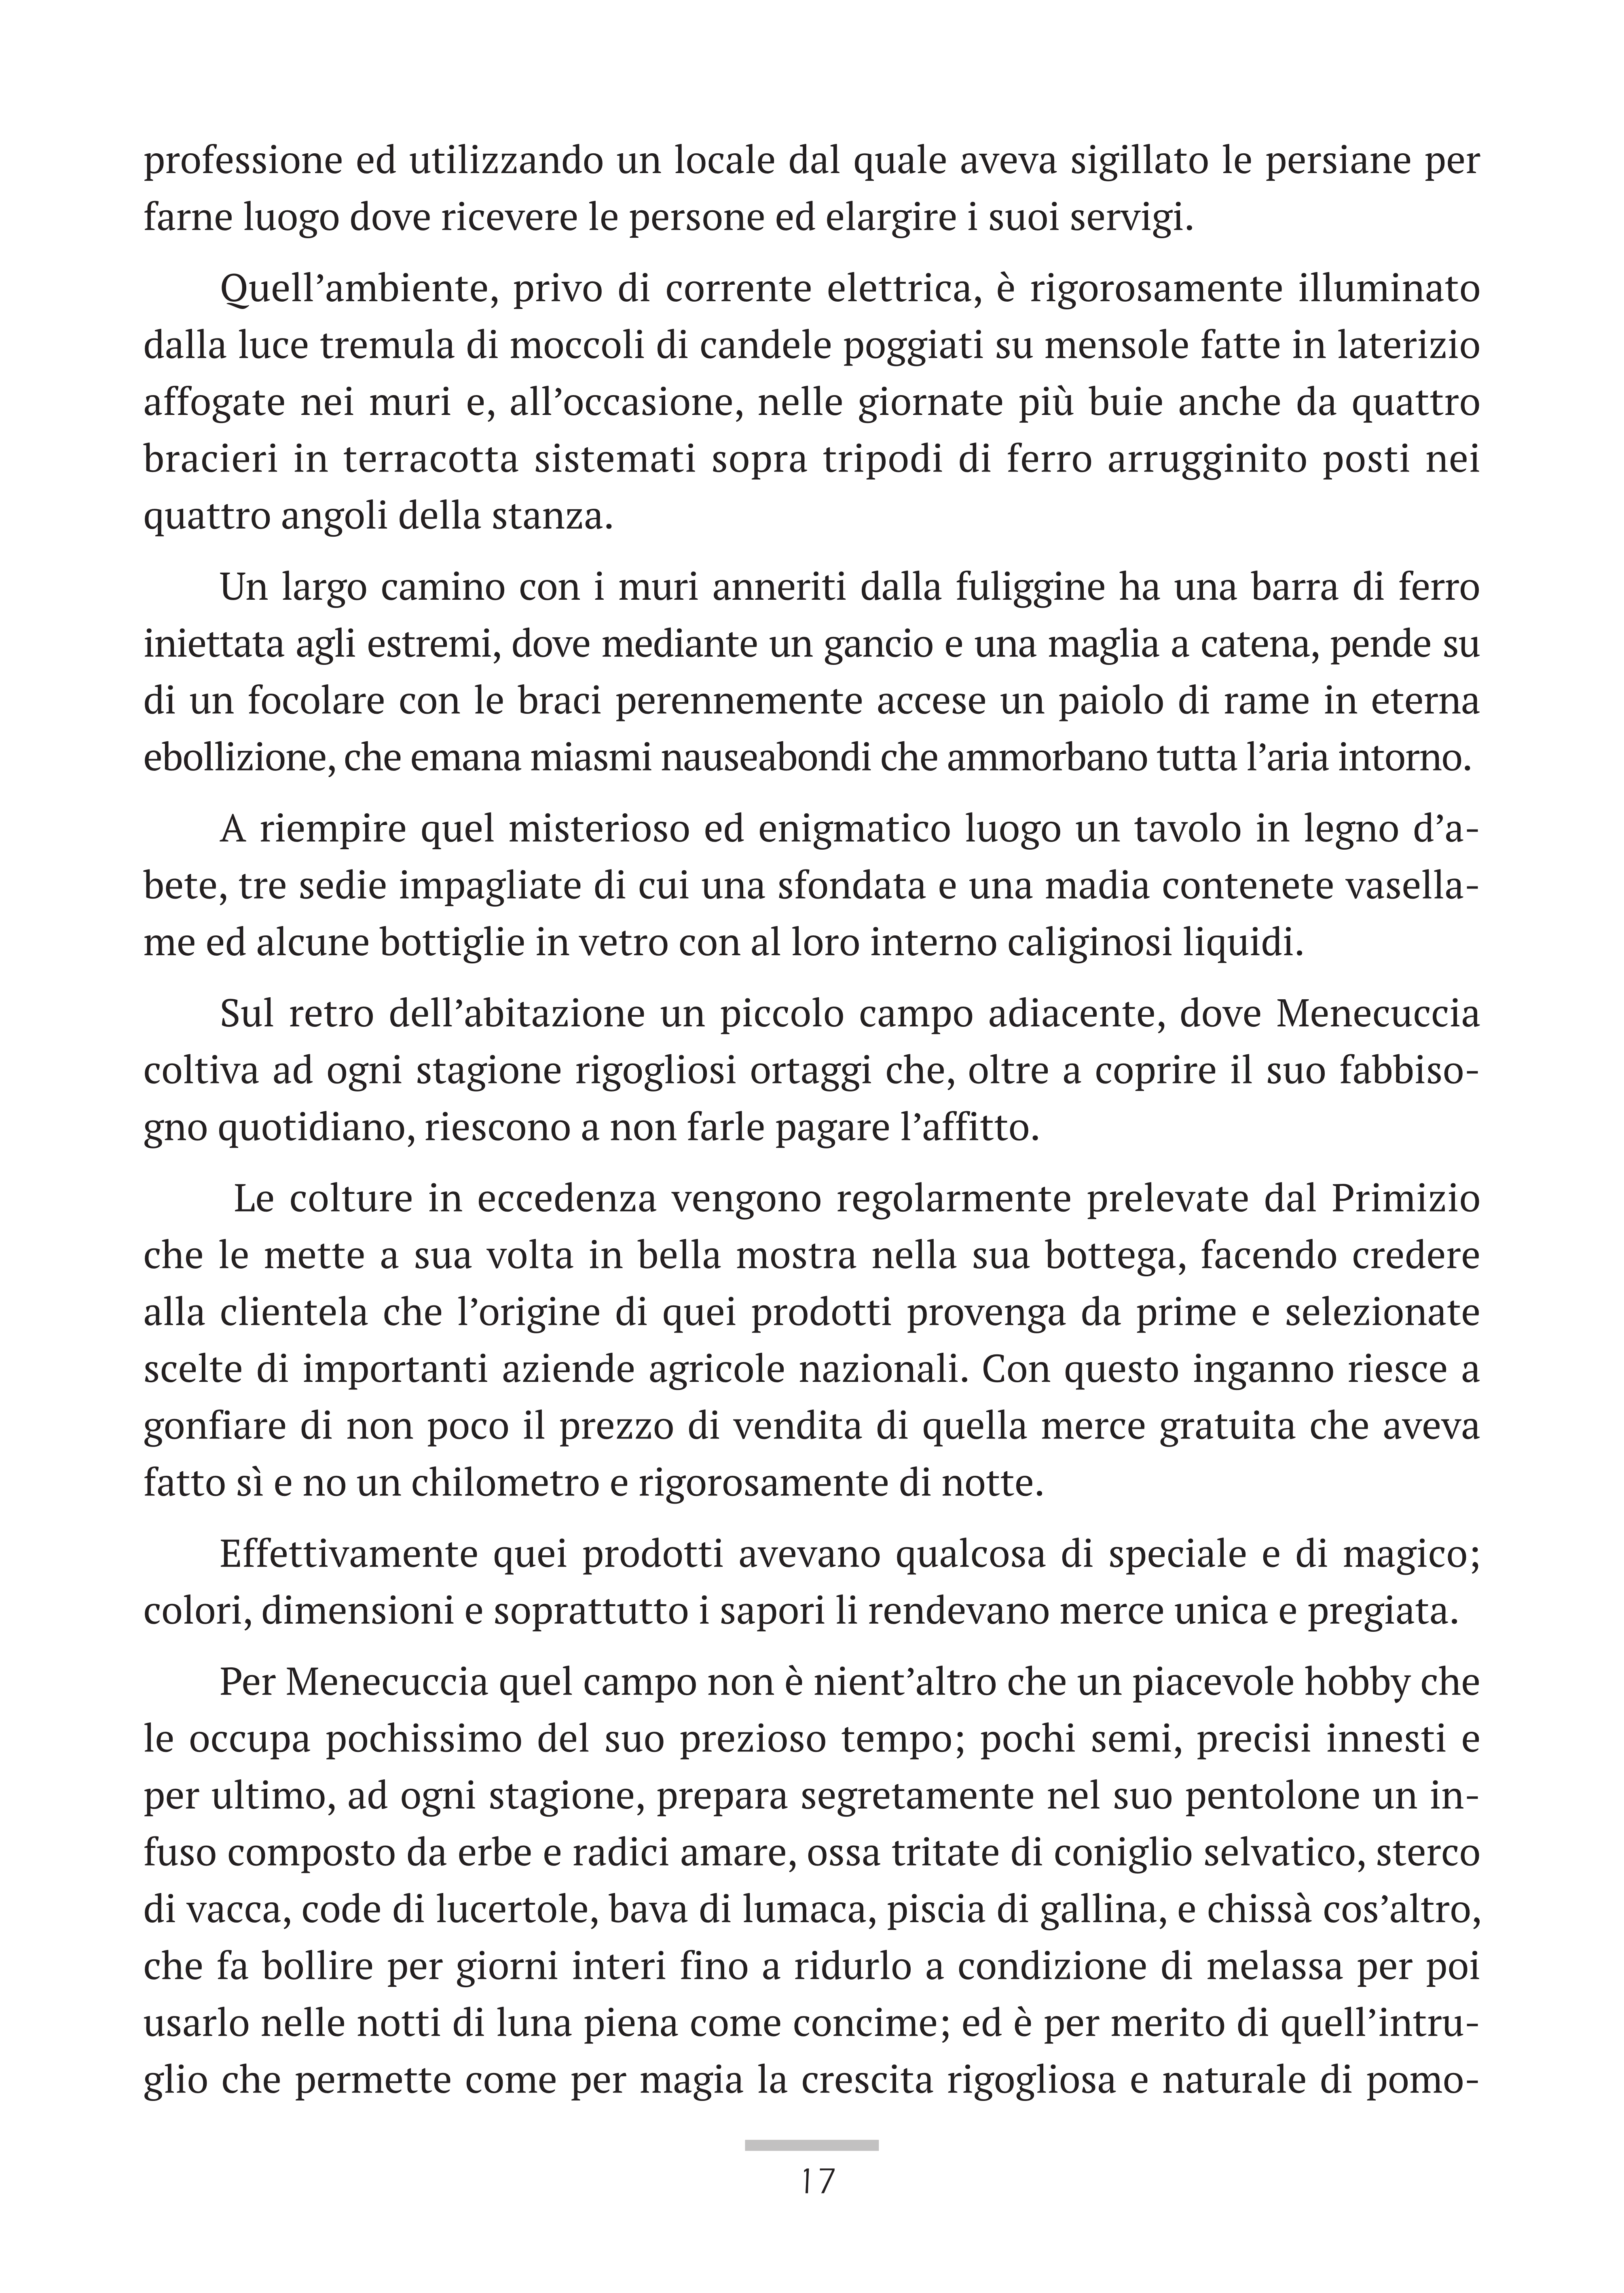 professione ed utilizzando un locale dal quale aveva sigillato le persiane per
farne luogo dove ricevere le persone ed elargire i suoi servigi.
Quell’ambiente, privo di corrente elettrica, è rigorosamente illuminato
dalla luce tremula di moccoli di candele poggiati su mensole fatte in laterizio
affogate nei muri e, all’occasione, nelle giornate più buie anche da quattro
bracieri in terracotta sistemati sopra tripodi di ferro arrugginito posti nei
quattro angoli della stanza.
Un largo camino con i muri anneriti dalla fuliggine ha una barra di ferro
iniettata agli estremi, dove mediante un gancio e una maglia a catena, pende su
di un focolare con le braci perennemente accese un paiolo di rame in eterna
ebollizione, che emana miasmi nauseabondi che ammorbano tutta l’aria intorno.
A riempire quel misterioso ed enigmatico luogo un tavolo in legno d’a-
bete, tre sedie impagliate di cui una sfondata e una madia contenete vasella-
me ed alcune bottiglie in vetro con al loro interno caliginosi liquidi.
Sul retro dell’abitazione un piccolo campo adiacente, dove Menecuccia
coltiva ad ogni stagione rigogliosi ortaggi che, oltre a coprire il suo fabbiso-
gno quotidiano, riescono a non farle pagare l’affitto.
Le colture in eccedenza vengono regolarmente prelevate dal Primizio
che le mette a sua volta in bella mostra nella sua bottega, facendo credere
alla clientela che l’origine di quei prodotti provenga da prime e selezionate
scelte di importanti aziende agricole nazionali. Con questo inganno riesce a
gonfiare di non poco il prezzo di vendita di quella merce gratuita che aveva
fatto sì e no un chilometro e rigorosamente di notte.
Effettivamente quei prodotti avevano qualcosa di speciale e di magico;
colori, dimensioni e soprattutto i sapori li rendevano merce unica e pregiata.
Per Menecuccia quel campo non è nient’altro che un piacevole hobby che
le occupa pochissimo del suo prezioso tempo; pochi semi, precisi innesti e
per ultimo, ad ogni stagione, prepara segretamente nel suo pentolone un in-
fuso composto da erbe e radici amare, ossa tritate di coniglio selvatico, sterco
di vacca, code di lucertole, bava di lumaca, piscia di gallina, e chissà cos’altro,
che fa bollire per giorni interi fino a ridurlo a condizione di melassa per poi
usarlo nelle notti di luna piena come concime; ed è per merito di quell’intru-
glio che permette come per magia la crescita rigogliosa e naturale di pomo-
17